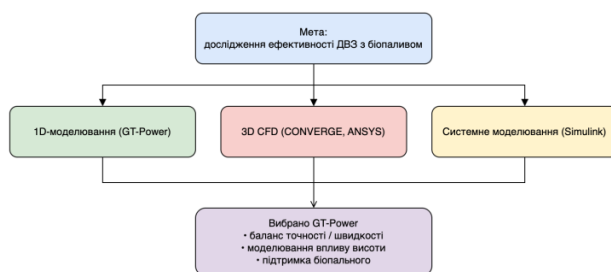 Мета:
дослідження ефективності ДВЗ з біопаливом
1D-моделювання (GT-Power)
3D CFD (CONVERGE, ANSYS)
Системне моделювання (Simulink)
Вибрано GT-Power
• баланс точності / швидкості
• моделювання впливу висоти
• підтримка біопального